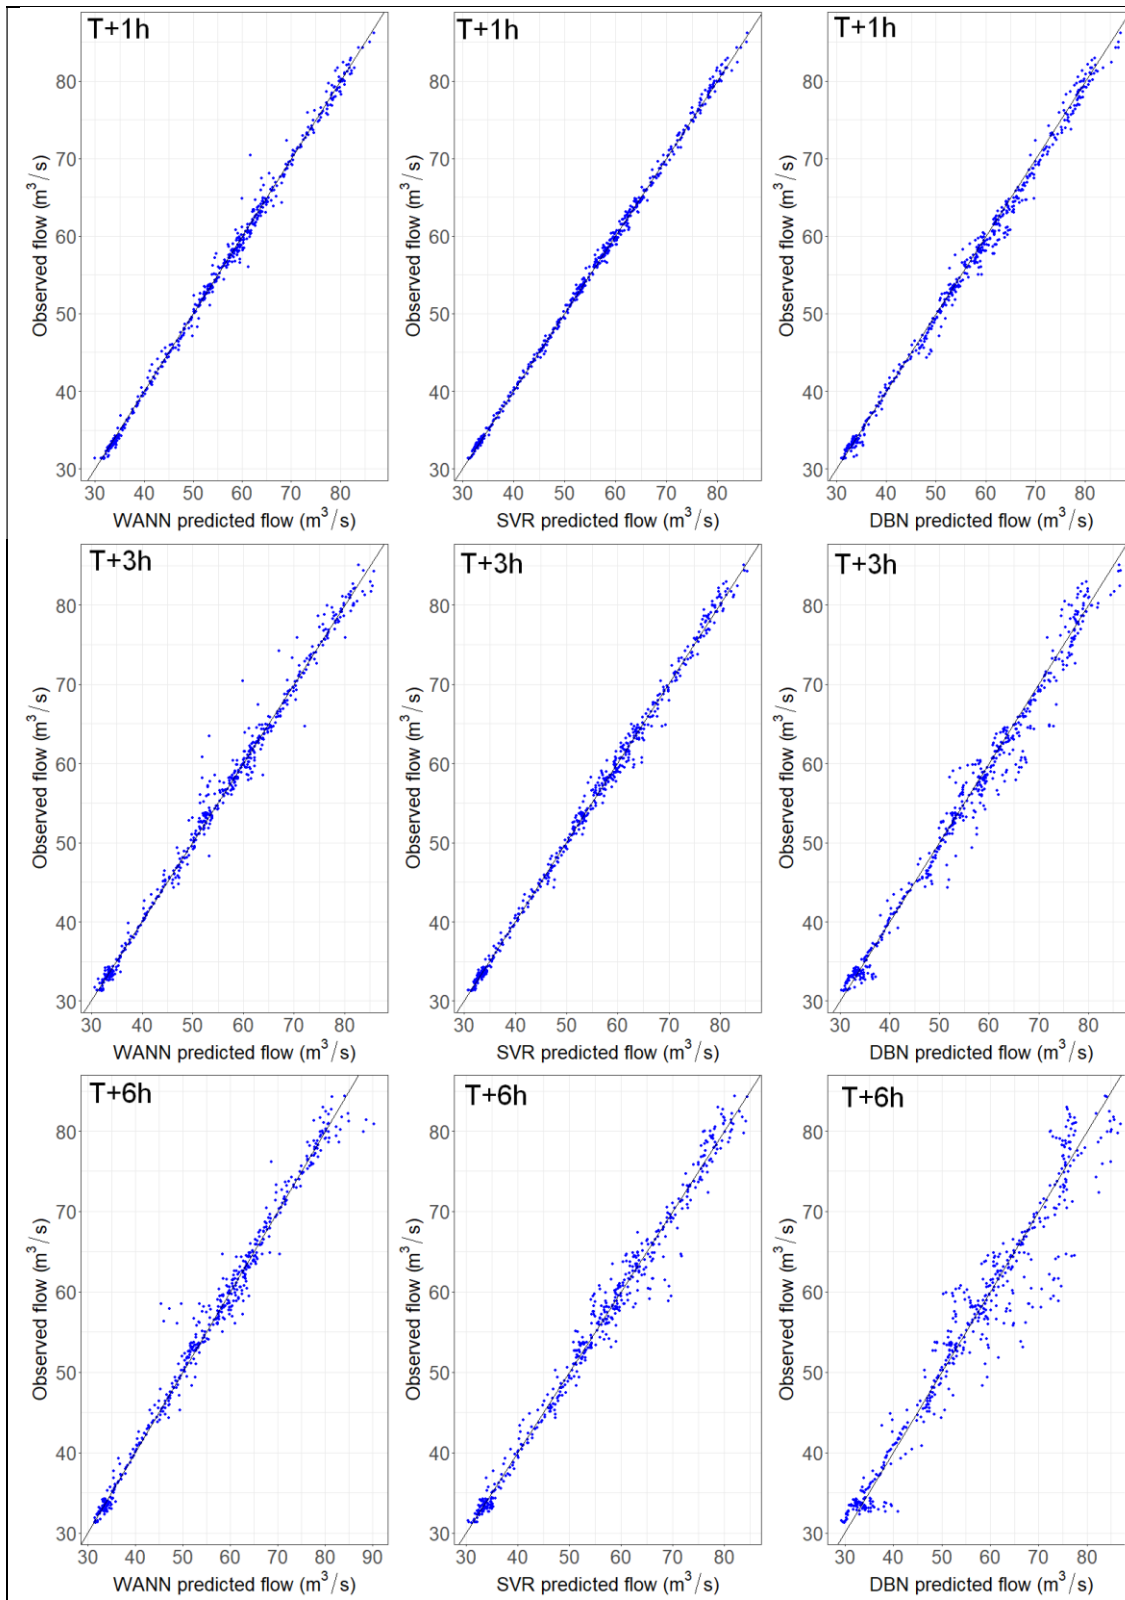 T+1h
T+1h
T+1h
Observed flow (m³/s)
80
70
60
50
40
30
30 40 50 60 70 80
WANN predicted flow (m³/s)
Observed flow (m³/s)
80
70
60
50
40
30
30 40 50 60 70 80
SVR predicted flow (m³/s)
Observed flow (m³/s)
80
70
60
50
40
30
30 40 50 60 70 80
DBN predicted flow (m³/s)
T+3h
T+3h
T+3h
Observed flow (m³/s)
80
70
60
50
40
30
30 40 50 60 70 80
WANN predicted flow (m³/s)
Observed flow (m³/s)
80
70
60
50
40
30
30 40 50 60 70 80
SVR predicted flow (m³/s)
Observed flow (m³/s)
80
70
60
50
40
30
30 40 50 60 70 80
DBN predicted flow (m³/s)
T+6h
T+6h
T+6h
Observed flow (m³/s)
80
70
60
50
40
30
30 40 50 60 70 80 90
WANN predicted flow (m³/s)
Observed flow (m³/s)
80
70
60
50
40
30
30 40 50 60 70 80
SVR predicted flow (m³/s)
Observed flow (m³/s)
80
70
60
50
40
30
30 40 50 60 70 80
DBN predicted flow (m³/s)